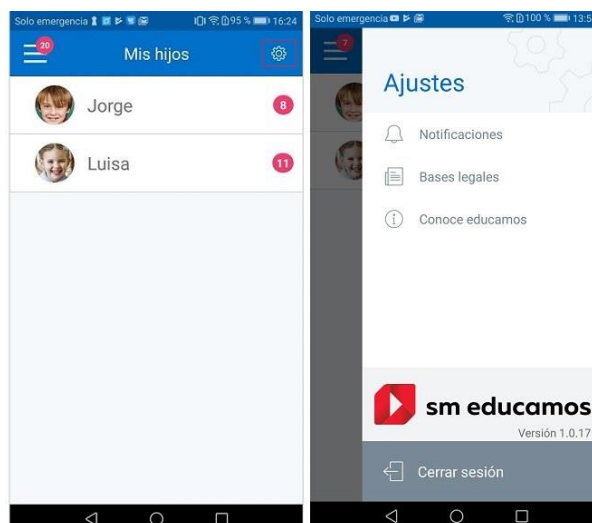 Solo emergencia 95 % 16:24
20
Mis hijos
Jorge
8
Luisa
11
Solo emergencia 100 % 13:5
7
Ajustes
Notificaciones
Bases legales
Conoce educamos
sm educamos
Versión 1.0.17
Cerrar sesión